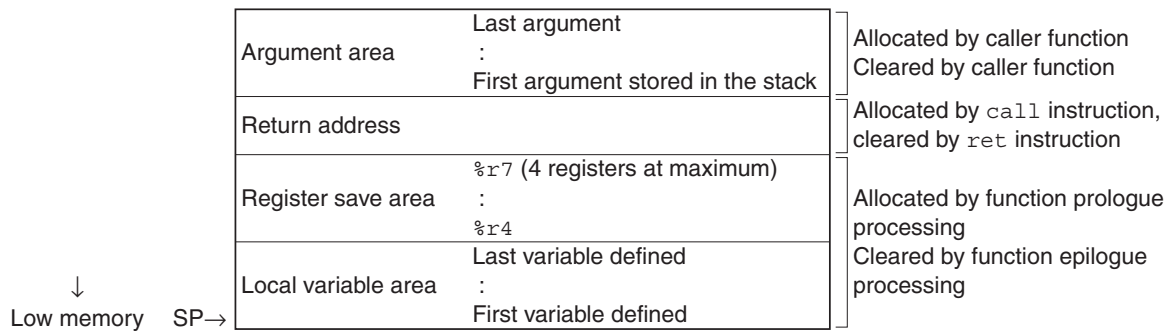 Last argument
Argument area :
First argument stored in the stack
Allocated by caller function
Cleared by caller function
Return address
Allocated by call instruction,
cleared by ret instruction
%r7 (4 registers at maximum)
Register save area :
%r4
Allocated by function prologue
processing
Cleared by function epilogue
processing
Last variable defined
Local variable area :
First variable defined
↓
Low memory SP→